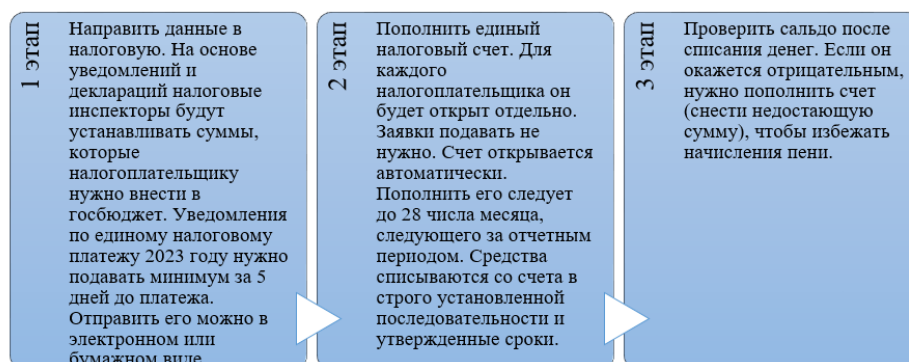 1 этап
Направить данные в
налоговую. На основе
уведомлений и
деклараций налоговые
инспекторы будут
устанавливать суммы,
которые
налогоплательщику
нужно внести в
госбюджет. Уведомления
по единому налоговому
платежу 2023 году нужно
подавать минимум за 5
дней до платежа.
Отправить его можно в
электронном или
бумажном виде.
2 этап
Пополнить единый
налоговый счет. Для
каждого
налогоплательщика он
будет открыт отдельно.
Заявки подавать не
нужно. Счет открывается
автоматически.
Пополнить его следует
до 28 числа месяца,
следующего за отчетным
периодом. Средства
списываются со счета в
строго установленной
последовательности и
утвержденные сроки.
3 этап
Проверить сальдо после
списания денег. Если он
окажется отрицательным,
нужно пополнить счет
(снести недостающую
сумму), чтобы избежать
начисления пени.